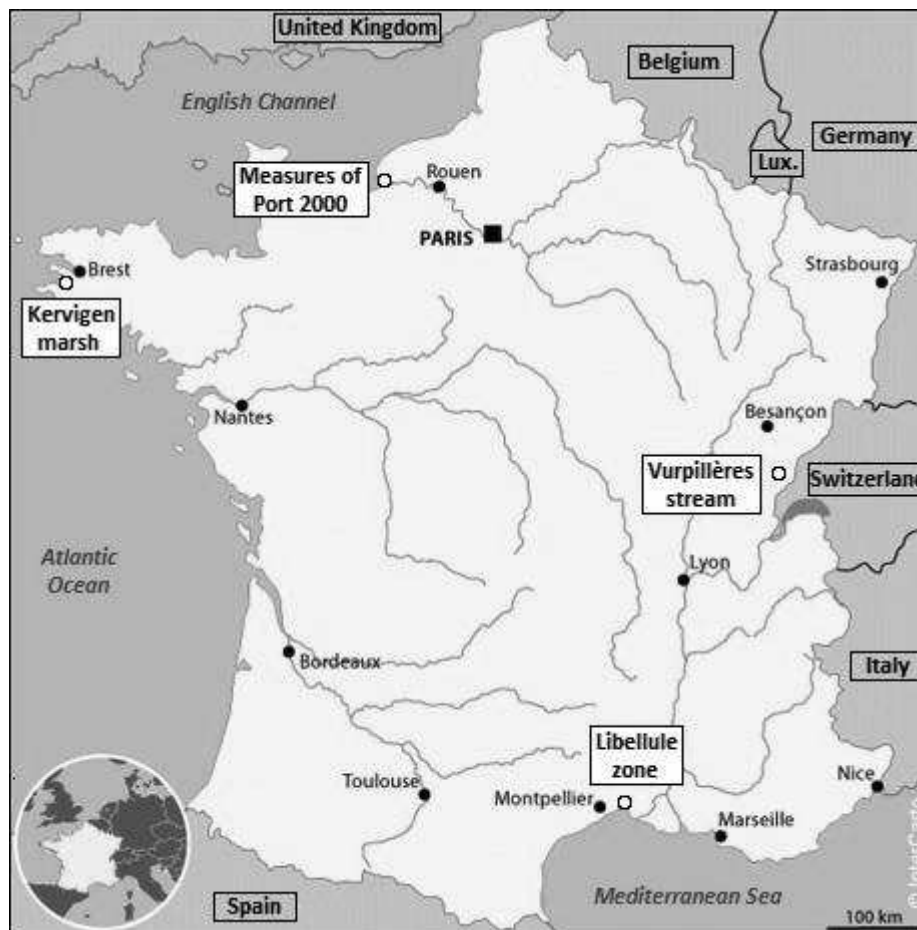 United Kingdom
Belgium
English Channel
Germany
Lux.
Measures of
Port 2000
Rouen
PARIS
Strasbourg
Brest
Kervigen
marsh
Nantes
Besançon
Vurpillères
stream
Switzerland
Atlantic
Ocean
Lyon
Bordeaux
Italy
Libellule
zone
Toulouse
Montpellier
Nice
Marseille
Mediterranean Sea
Spain
100 km